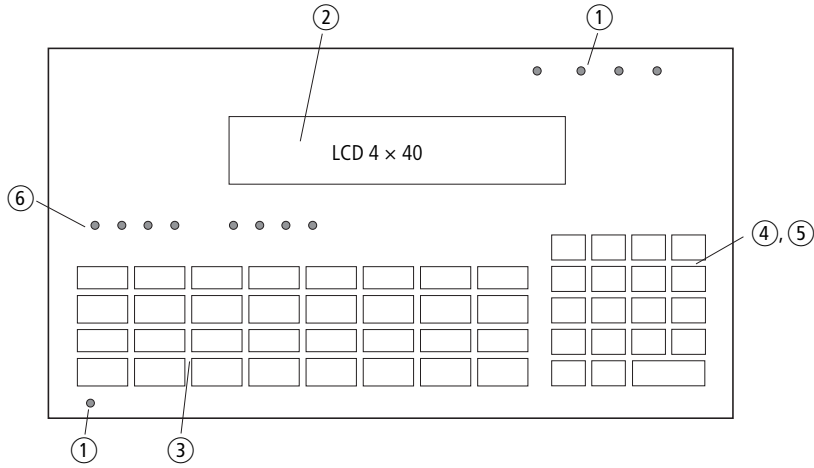 ② ①
LCD 4 × 40
⑥
④, ⑤
① ③